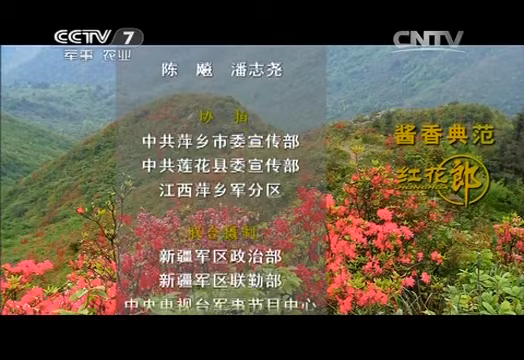 CCTV 7
军事 农业
CNTV
陈 飚 潘志尧
协 拍
中共萍乡市委宣传部
中共莲花县委宣传部
江西萍乡军分区
联合摄制
新疆军区政治部
新疆军区联勤部
中央电视台军事节目中心
酱香典范
红花郎